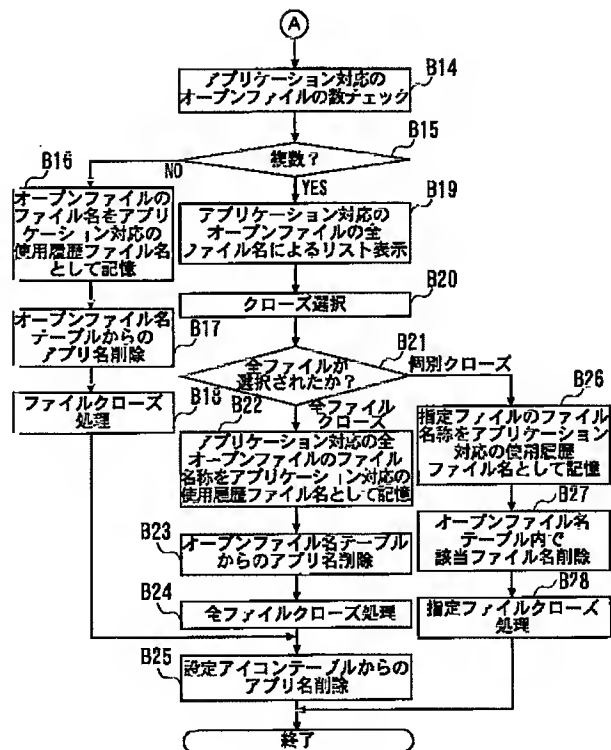 A
アプリケーション対応の
オープンファイルの数チェック
B14
複数？
B15
NO
YES
B16
オープンファイルの
ファイル名をアプリ
ケーション対応の
使用履歴ファイル名
として記憶
オープンファイル名
テーブルからの
アプリ名削除
B17
ファイルクローズ
処理
B18
B19
アプリケーション対応の
オープンファイルの全
ファイル名によるリスト表示
B20
クローズ選択
B21
全ファイルが
選択されたか？
個別クローズ
全ファイル
クローズ
B22
アプリケーション対応の全
オープンファイルのファイル
名称をアプリケーション対応の
使用履歴ファイル名として記憶
B23
オープンファイル名テーブル
からのアプリ名削除
B24
全ファイルクローズ処理
B25
設定アイコンテーブルからの
アプリ名削除
B26
指定ファイルのファイル
名称をアプリケーション
対応の使用履歴
ファイル名として記憶
B27
オープンファイル名
テーブル内で
該当ファイル名削除
B28
指定ファイルクローズ
処理
終了